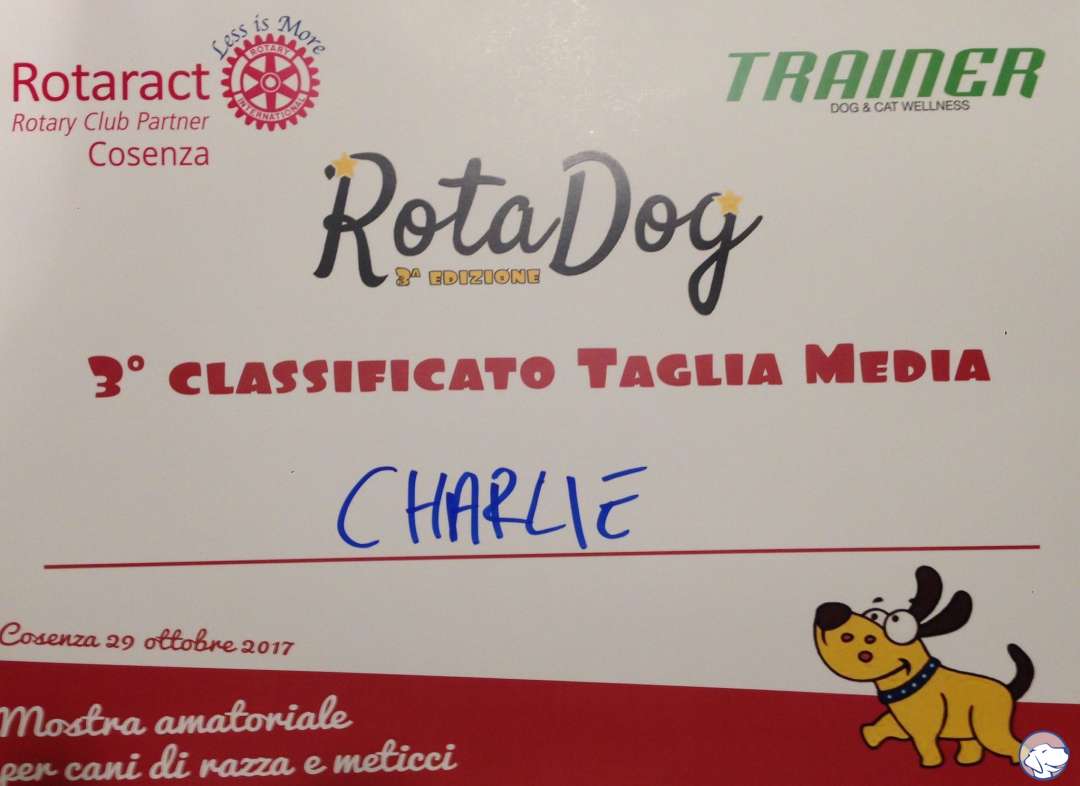 Less is More
Rotaract
Rotary Club Partner
Cosenza
ROTARY
INTERNATIONAL
TRAINER
DOG & CAT WELLNESS
RotaDog
3ª EDIZIONE
3° CLASSIFICATO TAGLIA MEDIA
CHARLIE
Cosenza 29 ottobre 2017
Mostra amatoriale
per cani di razza e meticci